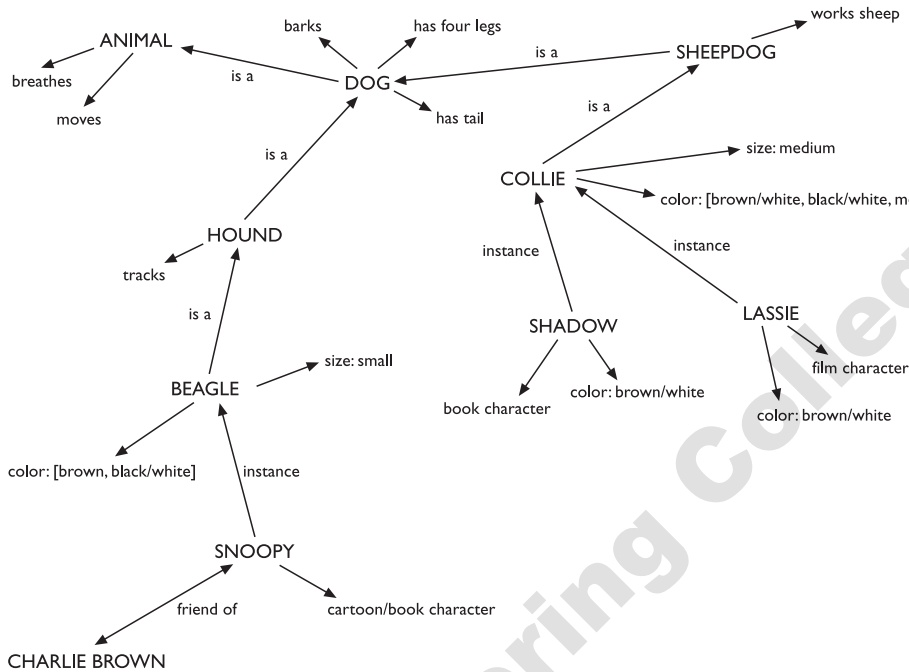 works sheep
ANIMAL
barks
has four legs
SHEEPDOG
is a
is a
breathes
DOG
moves
has tail
is a
is a
size: medium
COLLIE
color: [brown/white, black/white, m
HOUND
instance
instance
tracks
is a
LASSIE
SHADOW
size: small
film character
BEAGLE
color: brown/white
book character
color: brown/white
color: [brown, black/white]
instance
SNOOPY
friend of
cartoon/book character
CHARLIE BROWN
ering Colleg